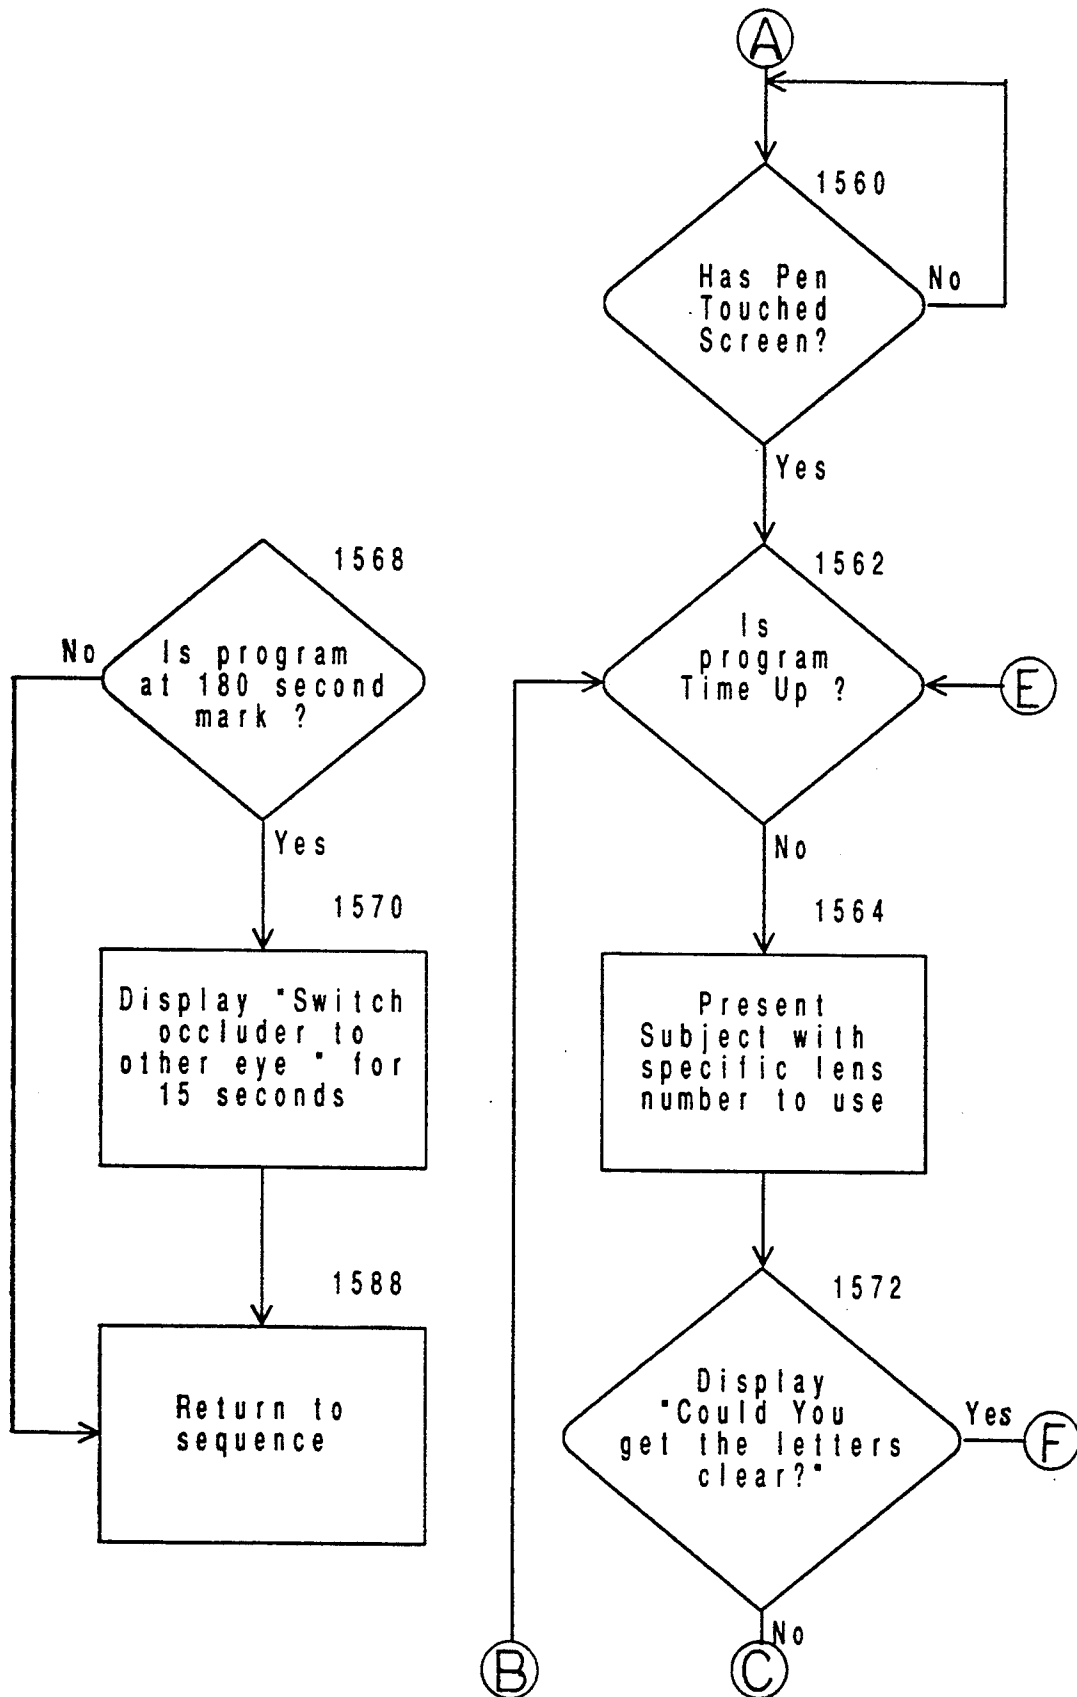 A
1560
Has Pen
Touched
Screen?
No
Yes
1568
No
Is program
at 180 second
mark ?
Yes
1570
Display "Switch
occluder to
other eye " for
15 seconds
1588
Return to
sequence
1562
Is
program
Time Up ?
E
No
1564
Present
Subject with
specific lens
number to use
1572
Display
"Could You
get the letters
clear?"
Yes
F
No
B
C